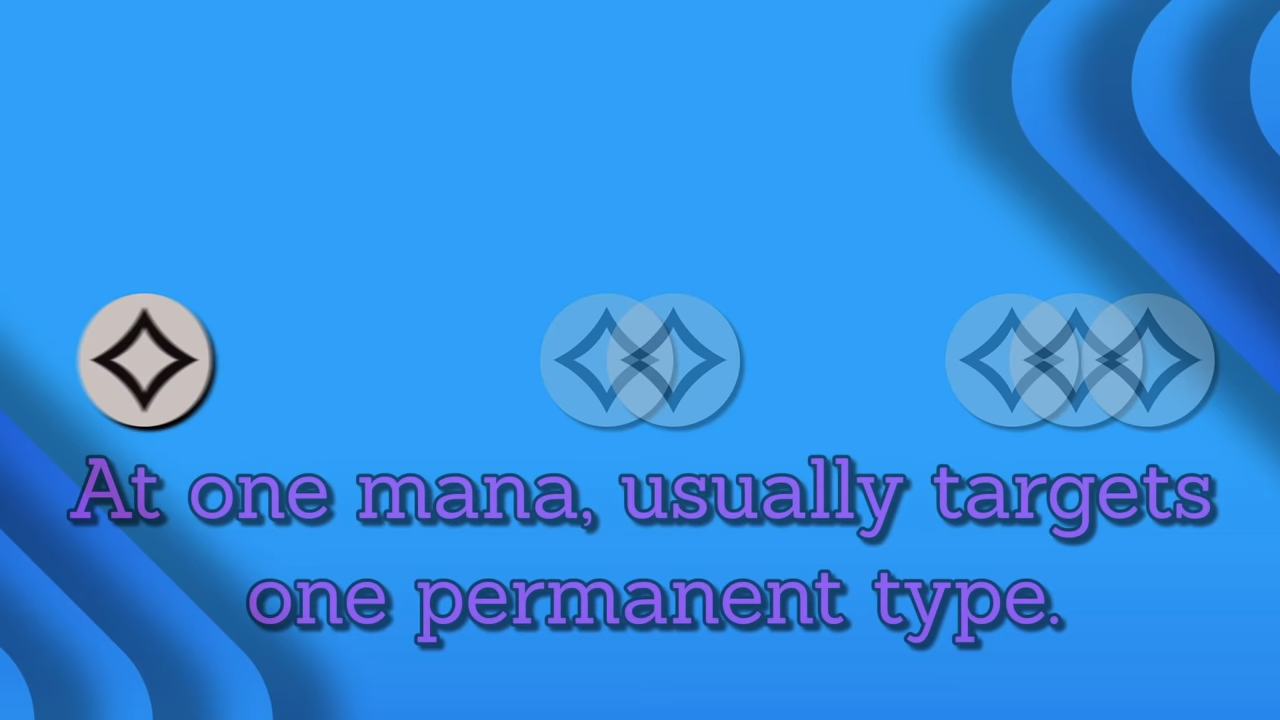 At one mana, usually targets
one permanent type.